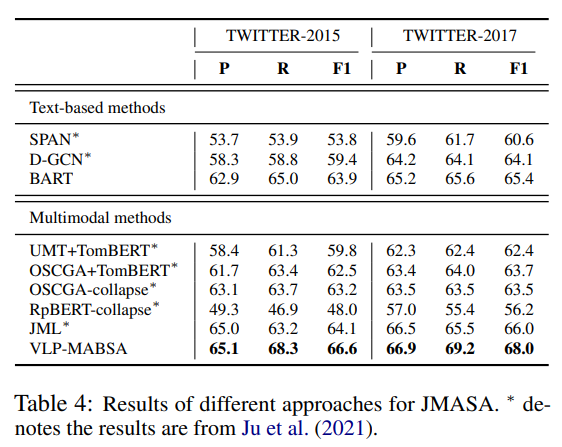 TWITTER-2015 TWITTER-2017
P R F1 P R F1
Text-based methods
SPAN* 53.7 53.9 53.8 59.6 61.7 60.6
D-GCN* 58.3 58.8 59.4 64.2 64.1 64.1
BART 62.9 65.0 63.9 65.2 65.6 65.4
Multimodal methods
UMT+TomBERT* 58.4 61.3 59.8 62.3 62.4 62.4
OSCGA+TomBERT* 61.7 63.4 62.5 63.4 64.0 63.7
OSCGA-collapse* 63.1 63.7 63.2 63.5 63.5 63.5
RpBERT-collapse* 49.3 46.9 48.0 57.0 55.4 56.2
JML* 65.0 63.2 64.1 66.5 65.5 66.0
VLP-MABSA 65.1 68.3 66.6 66.9 69.2 68.0
Table 4: Results of different approaches for JMASA. * de-
notes the results are from Ju et al. (2021).